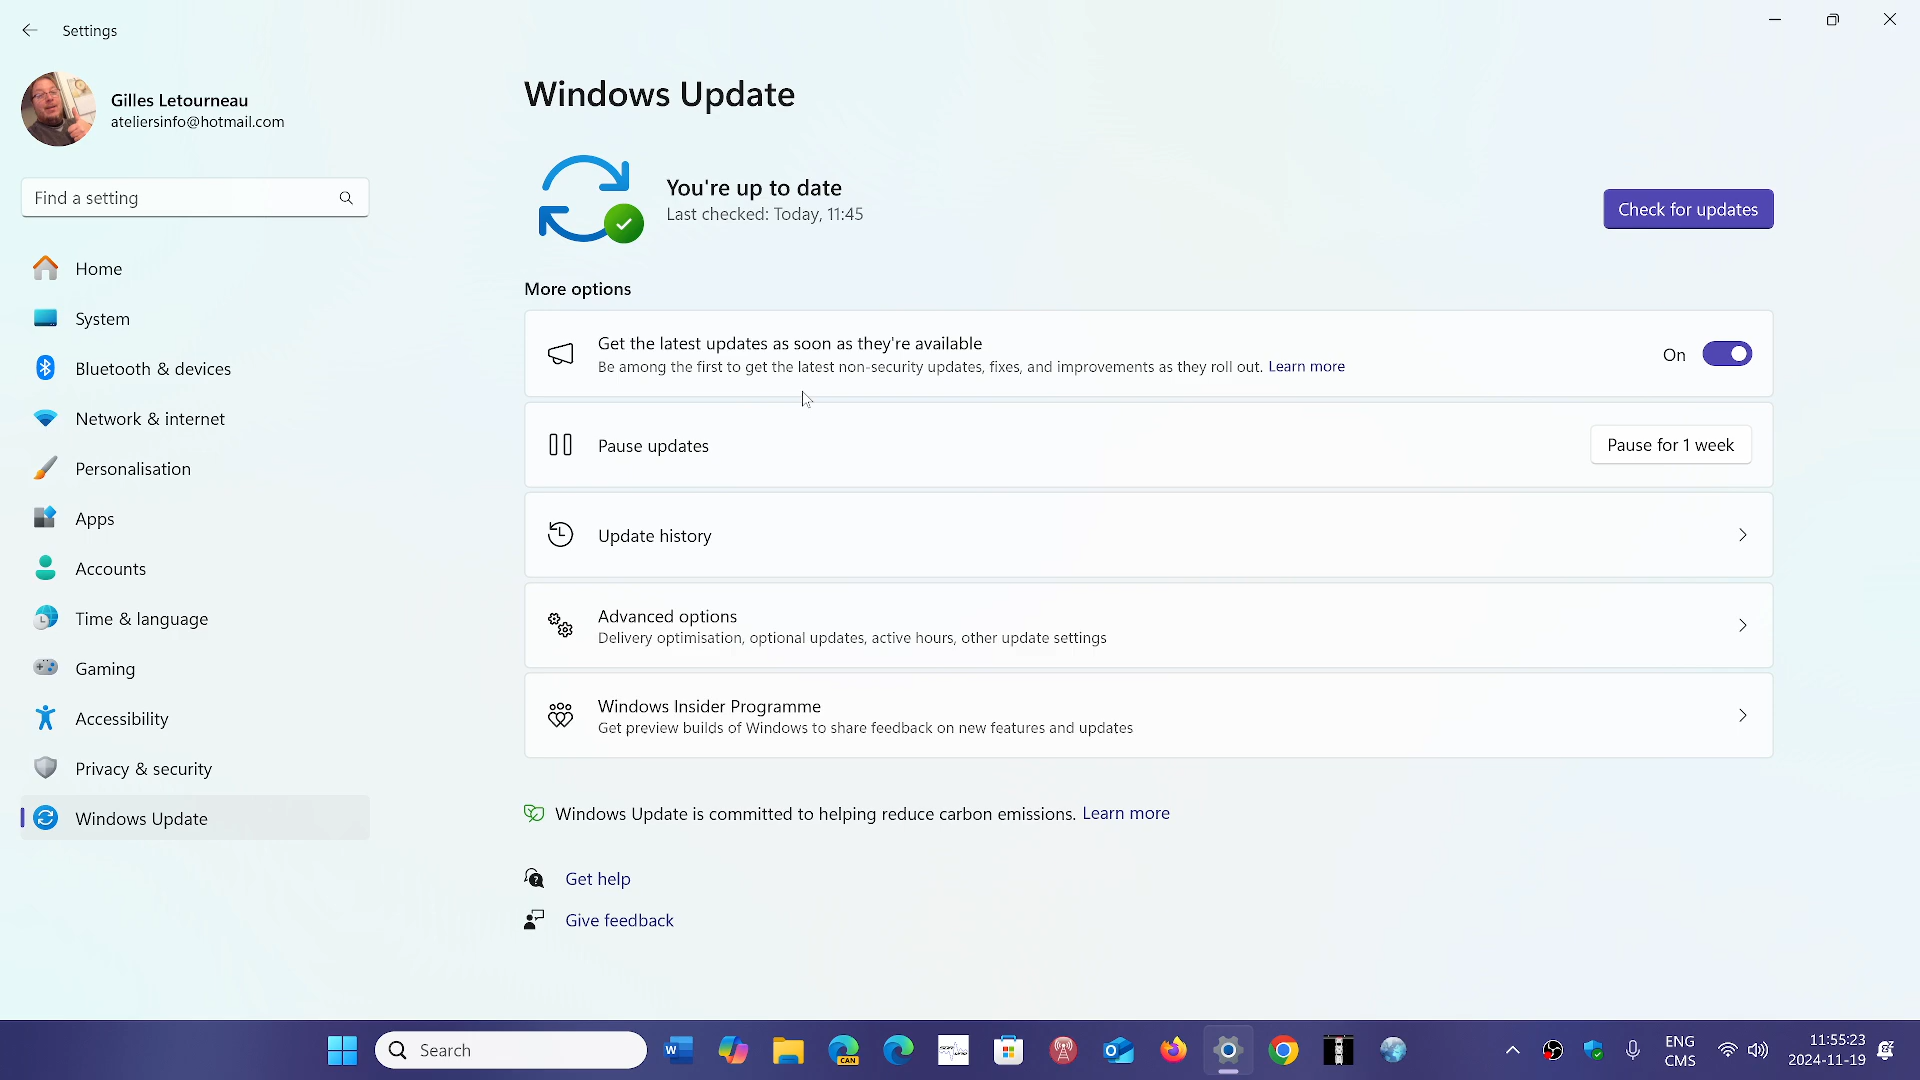 Settings
Gilles Letourneau
ateliersinfo@hotmail.com
Find a setting
Home
System
Bluetooth & devices
Network & internet
Personalisation
Apps
Accounts
Time & language
Gaming
Accessibility
Privacy & security
Windows Update
Windows Update
You're up to date
Last checked: Today, 11:45
Check for updates
More options
Get the latest updates as soon as they're available
Be among the first to get the latest non-security updates, fixes, and improvements as they roll out. Learn more
On
Pause updates
Pause for 1 week
Update history
Advanced options
Delivery optimisation, optional updates, active hours, other update settings
Windows Insider Programme
Get preview builds of Windows to share feedback on new features and updates
Windows Update is committed to helping reduce carbon emissions. Learn more
Get help
Give feedback
Search
W
CAN
ENG
CMS
11:55:23
2024-11-19